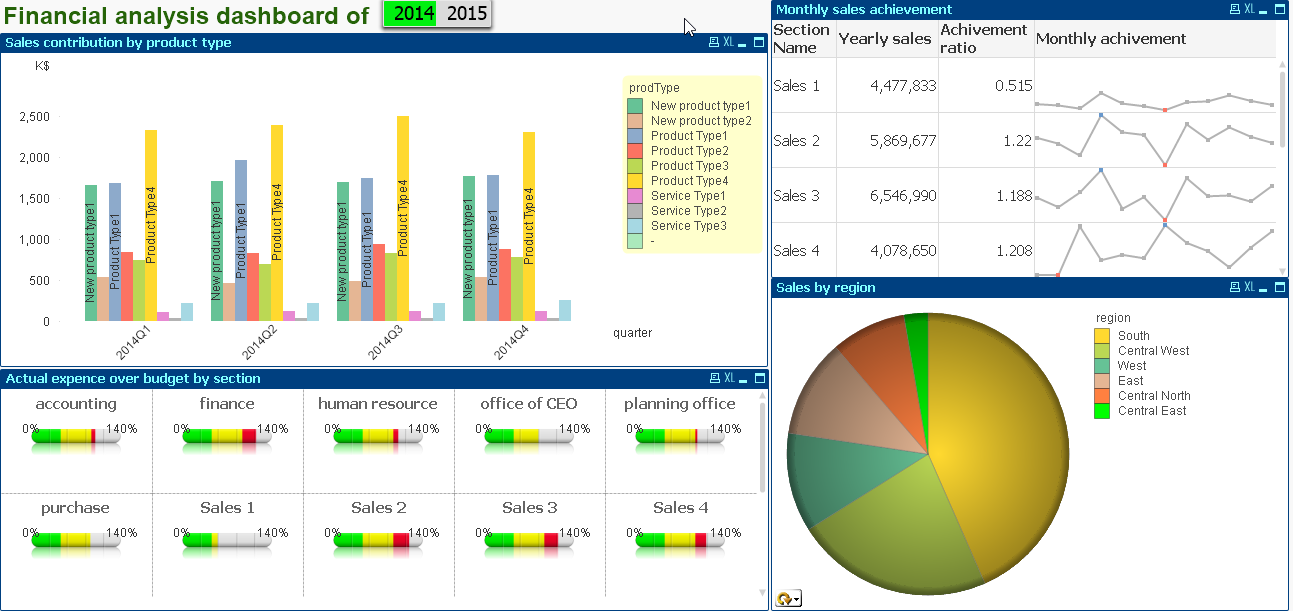 Financial analysis dashboard of 2014 2015
Sales contribution by product type XL
K$
2,500
2,000
1,500
1,000
500
0
New product type1 Product Type1 Product Type4
New product type1 Product Type1 Product Type4
New product type1 Product Type1 Product Type4
New product type1 Product Type1 Product Type4
2014Q1 2014Q2 2014Q3 2014Q4
quarter
prodType
New product type1
New product type2
Product Type1
Product Type2
Product Type3
Product Type4
Service Type1
Service Type2
Service Type3
-
Actual expence over budget by section XL
accounting finance human resource office of CEO planning office
0% 140% 0% 140% 0% 140% 0% 140% 0% 140%
purchase Sales 1 Sales 2 Sales 3 Sales 4
0% 140% 0% 140% 0% 140% 0% 140% 0% 140%
Monthly sales achievement XL
Section Name Yearly sales Achivement ratio Monthly achivement
Sales 1 4,477,833 0.515
Sales 2 5,869,677 1.22
Sales 3 6,546,990 1.188
Sales 4 4,078,650 1.208
Sales by region XL
region
South
Central West
West
East
Central North
Central East